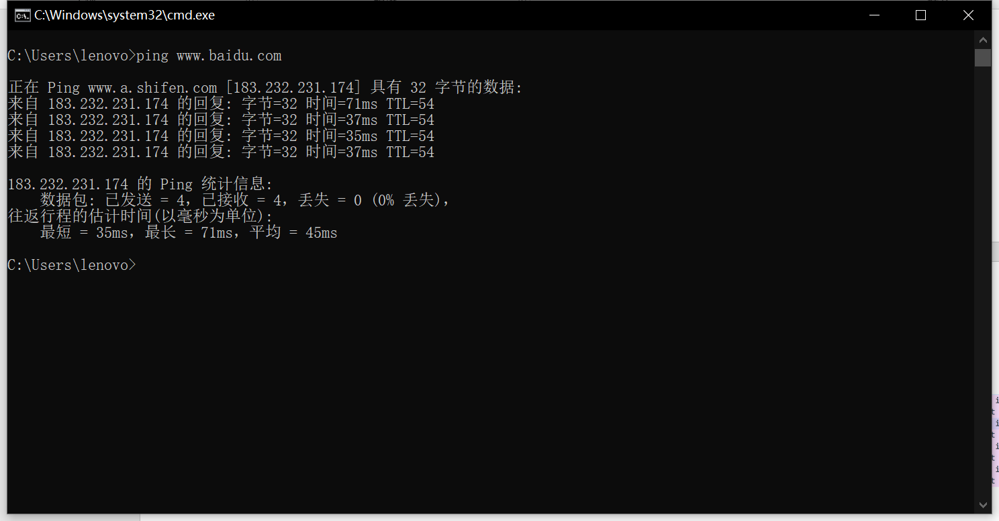 C:\Windows\system32\cmd.exe
C:\Users\lenovo>ping www.baidu.com
正在 Ping www.a.shifen.com [183.232.231.174] 具有 32 字节的数据:
来自 183.232.231.174 的回复: 字节=32 时间=71ms TTL=54
来自 183.232.231.174 的回复: 字节=32 时间=37ms TTL=54
来自 183.232.231.174 的回复: 字节=32 时间=35ms TTL=54
来自 183.232.231.174 的回复: 字节=32 时间=37ms TTL=54
183.232.231.174 的 Ping 统计信息:
数据包: 已发送 = 4，已接收 = 4，丢失 = 0 (0% 丢失)，
往返行程的估计时间(以毫秒为单位):
最短 = 35ms，最长 = 71ms，平均 = 45ms
C:\Users\lenovo>